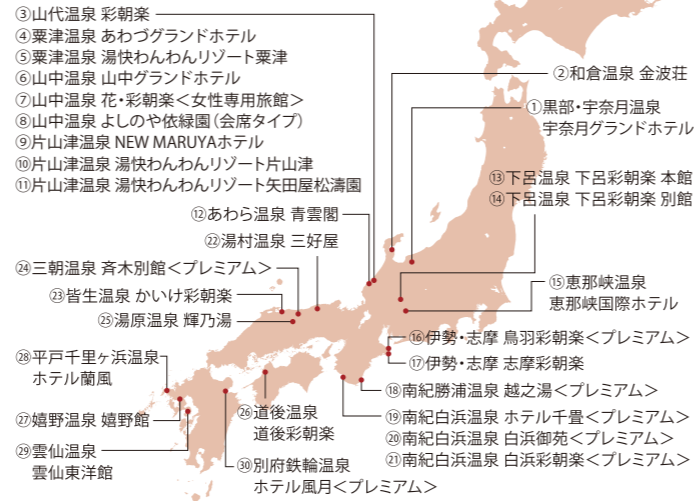 ③山代温泉 彩朝楽
④粟津温泉 あわづグランドホテル
⑤粟津温泉 湯快わんわんリゾート粟津
⑥山中温泉 山中グランドホテル
⑦山中温泉 花・彩朝楽＜女性専用旅館＞
⑧山中温泉 よしのや依緑園（会席タイプ）
⑨片山津温泉 NEW MARUYAホテル
⑩片山津温泉 湯快わんわんリゾート片山津
⑪片山津温泉 湯快わんわんリゾート矢田屋松濤園
②和倉温泉 金波荘
①黒部・宇奈月温泉
宇奈月グランドホテル
⑬下呂温泉 下呂彩朝楽 本館
⑭下呂温泉 下呂彩朝楽 別館
⑫あわら温泉 青雲閣
㉒湯村温泉 三好屋
㉔三朝温泉 斉木別館＜プレミアム＞
㉓皆生温泉 かいけ彩朝楽
㉕湯原温泉 輝乃湯
⑮恵那峡温泉
恵那峡国際ホテル
⑯伊勢・志摩 鳥羽彩朝楽＜プレミアム＞
⑰伊勢・志摩 志摩彩朝楽
⑱南紀勝浦温泉 越之湯＜プレミアム＞
⑲南紀白浜温泉 ホテル千畳＜プレミアム＞
⑳南紀白浜温泉 白浜御苑＜プレミアム＞
㉑南紀白浜温泉 白浜彩朝楽＜プレミアム＞
㉘平戸千里ヶ浜温泉
ホテル蘭風
㉗嬉野温泉 嬉野館
㉙雲仙温泉
雲仙東洋館
㉖道後温泉
道後彩朝楽
㉚別府鉄輪温泉
ホテル風月＜プレミアム＞